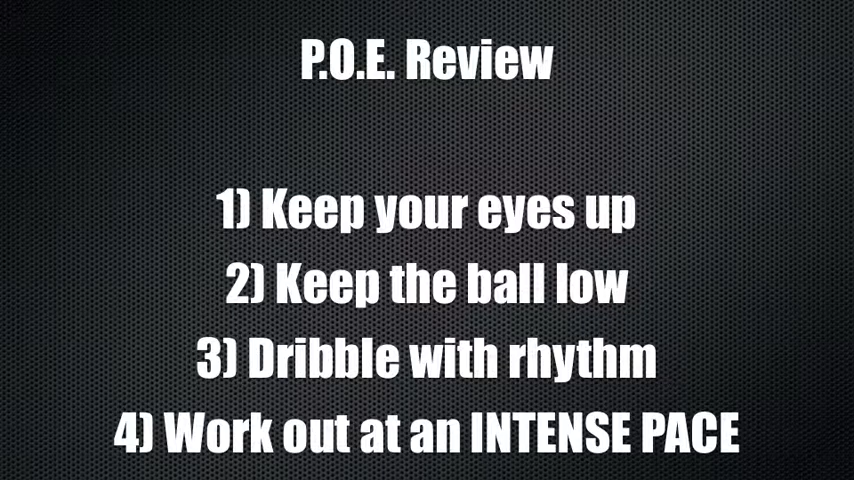 P.O.E. Review
1) Keep your eyes up
2) Keep the ball low
3) Dribble with rhythm
4) Work out at an INTENSE PACE